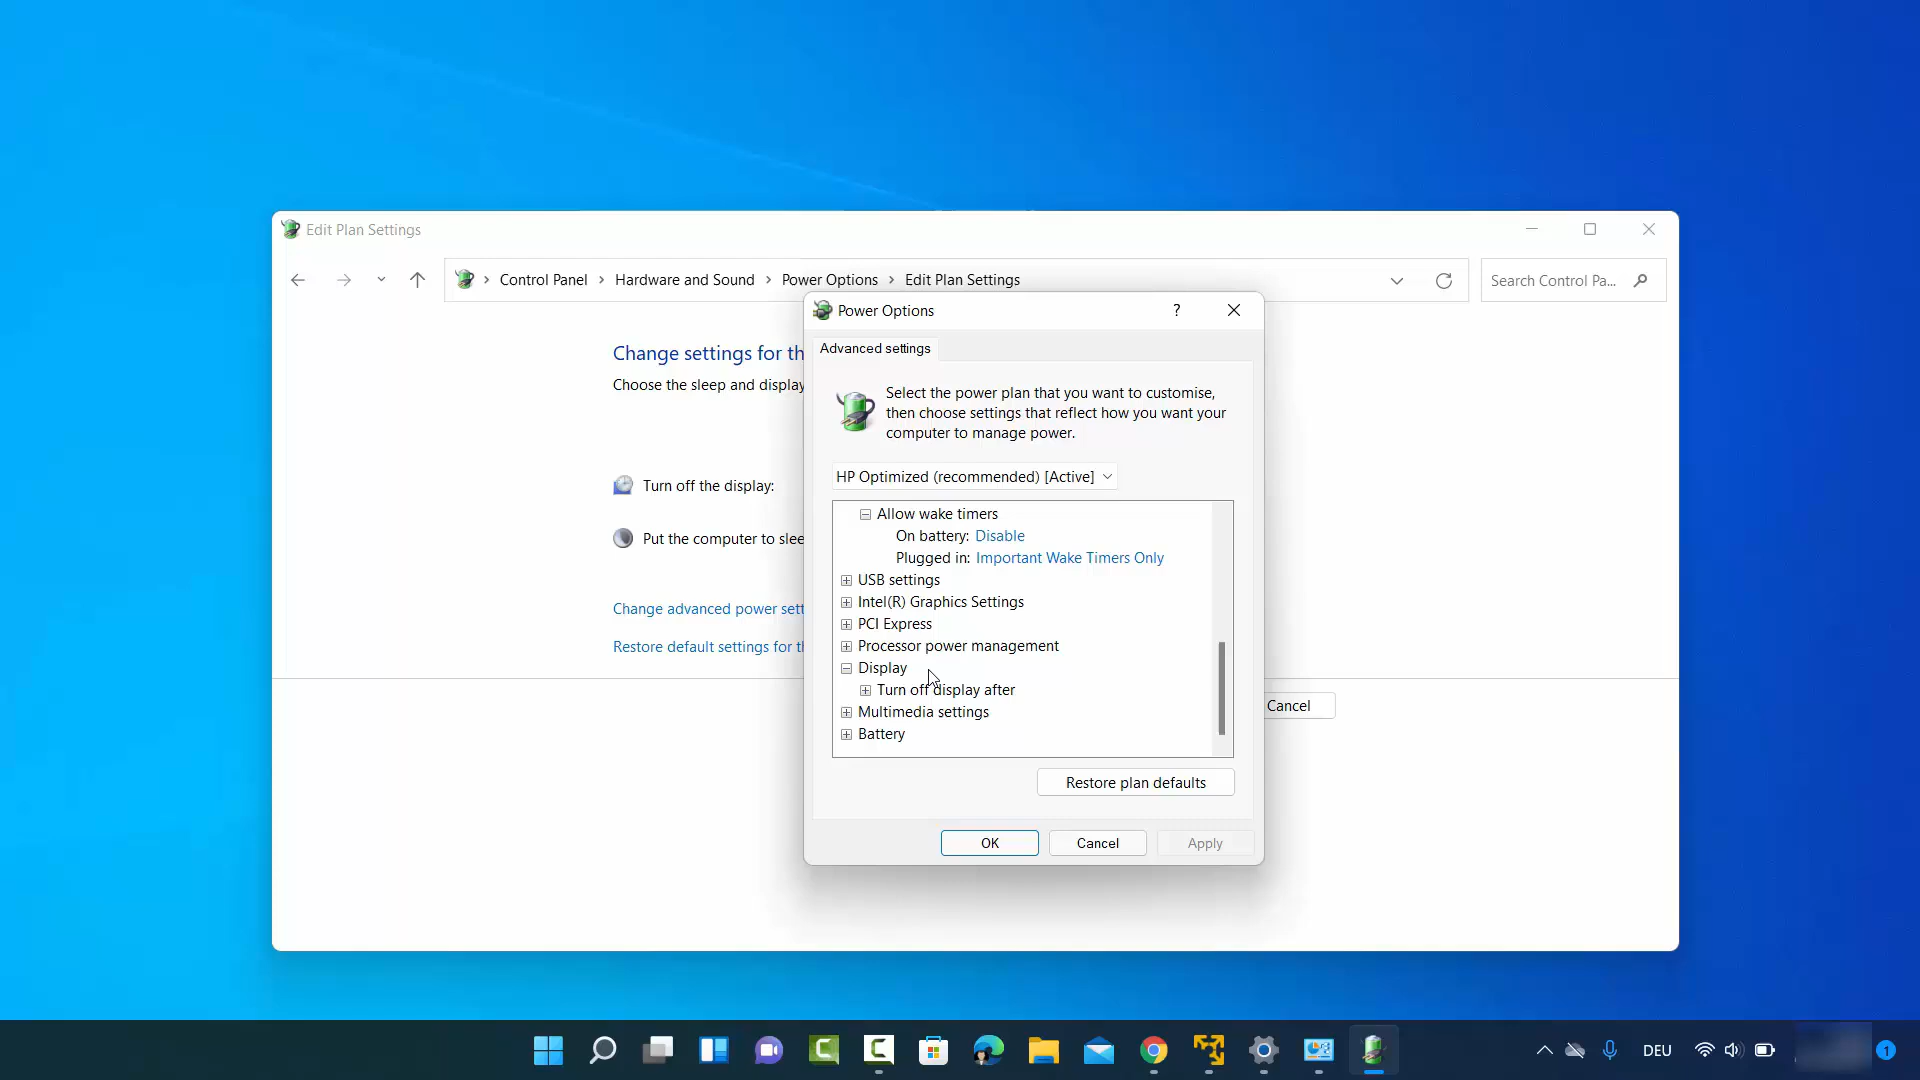 Edit Plan Settings
Control Panel > Hardware and Sound > Power Options > Edit Plan Settings
Search Control Pa...
Change settings for th
Choose the sleep and display
Turn off the display:
Put the computer to slee
Change advanced power sett
Restore default settings for th
Cancel
Power Options
?
Advanced settings
Select the power plan that you want to customise,
then choose settings that reflect how you want your
computer to manage power.
HP Optimized (recommended) [Active]
Allow wake timers
On battery: Disable
Plugged in: Important Wake Timers Only
USB settings
Intel(R) Graphics Settings
PCI Express
Processor power management
Display
Turn off display after
Multimedia settings
Battery
Restore plan defaults
OK
Cancel
Apply
DEU
1